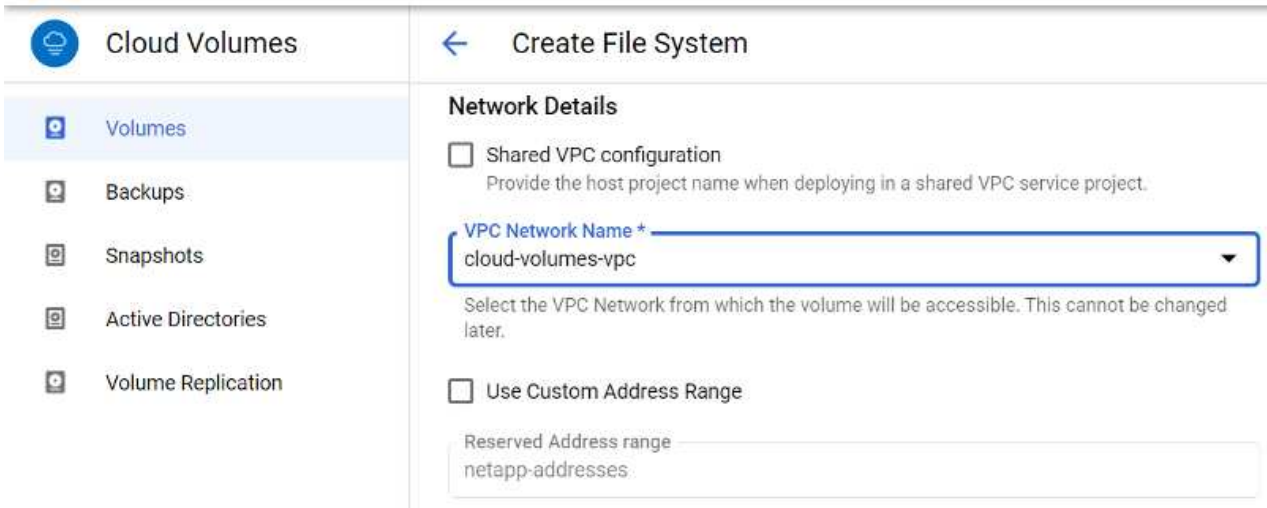 Cloud Volumes
Create File System
Volumes
Backups
Snapshots
Active Directories
Volume Replication
Network Details
Shared VPC configuration
Provide the host project name when deploying in a shared VPC service project.
VPC Network Name *
cloud-volumes-vpc
Select the VPC Network from which the volume will be accessible. This cannot be changed
later.
Use Custom Address Range
Reserved Address range
netapp-addresses